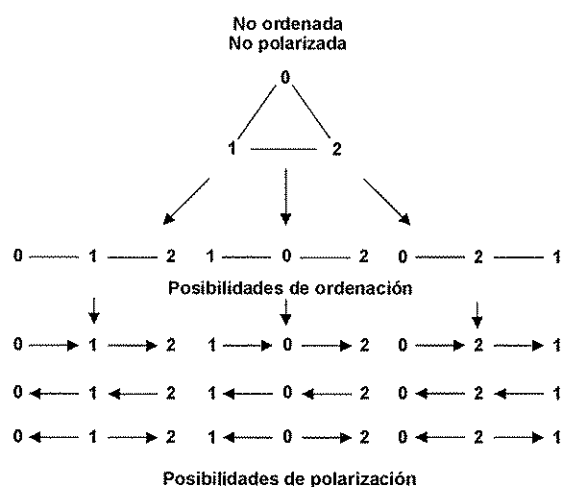 No ordenada
No polarizada
0
1 2
0 1 2 1 0 2 0 2 1
Posibilidades de ordenación
0 1 2 1 0 2 0 2 1
0 1 2 1 0 2 0 2 1
0 1 2 1 0 2 0 2 1
Posibilidades de polarización